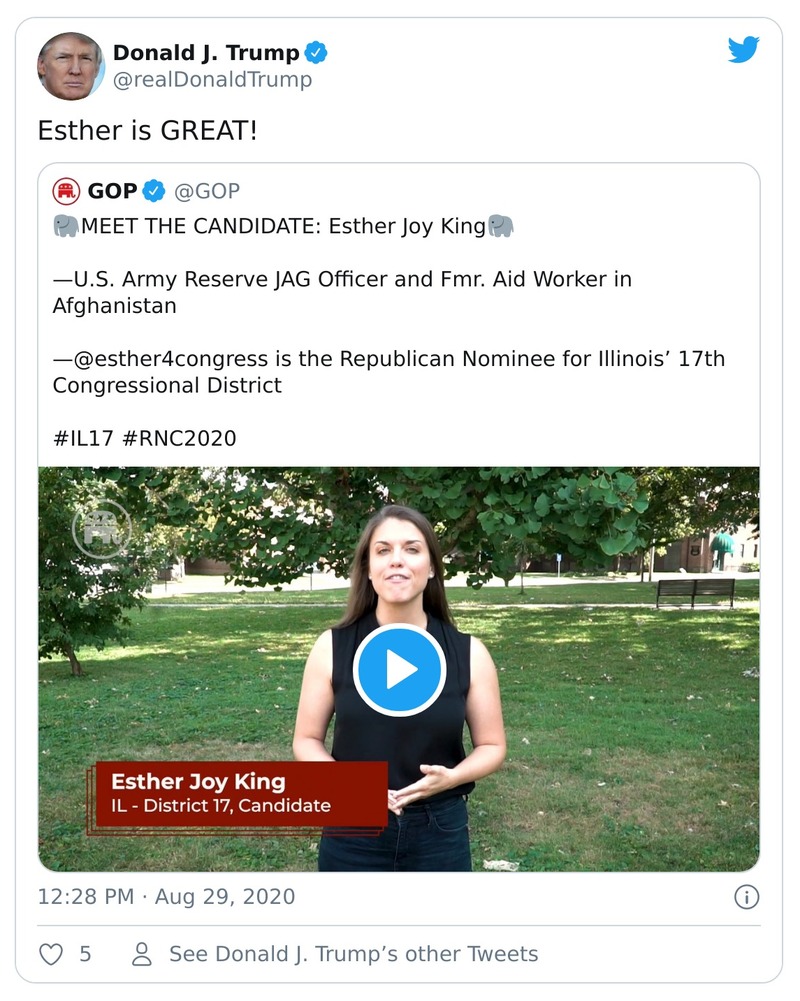 Donald J. Trump
@realDonaldTrump
Esther is GREAT!
GOP @GOP
🐘MEET THE CANDIDATE: Esther Joy King🐘
—U.S. Army Reserve JAG Officer and Fmr. Aid Worker in
Afghanistan
—@esther4congress is the Republican Nominee for Illinois’ 17th
Congressional District
#IL17 #RNC2020
Esther Joy King
IL - District 17, Candidate
12:28 PM · Aug 29, 2020
5 See Donald J. Trump’s other Tweets